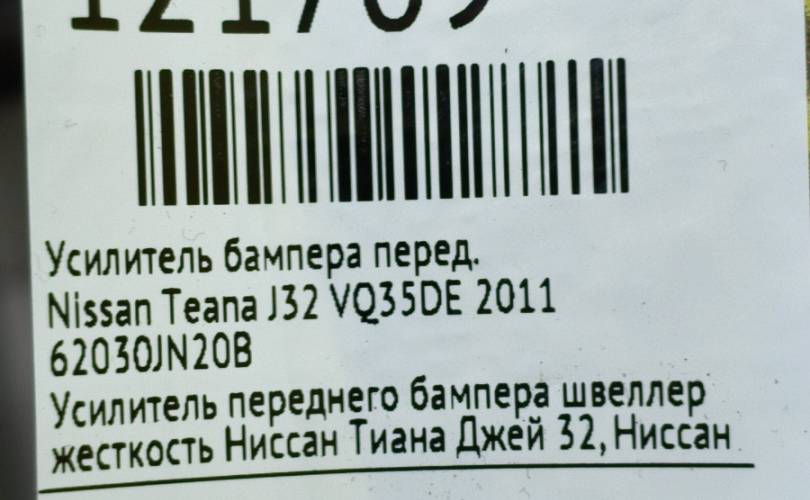 121709
Усилитель бампера перед.
Nissan Teana J32 VQ35DE 2011
62030JN20B
Усилитель переднего бампера швеллер
жесткость Ниссан Тиана Джей 32, Ниссан